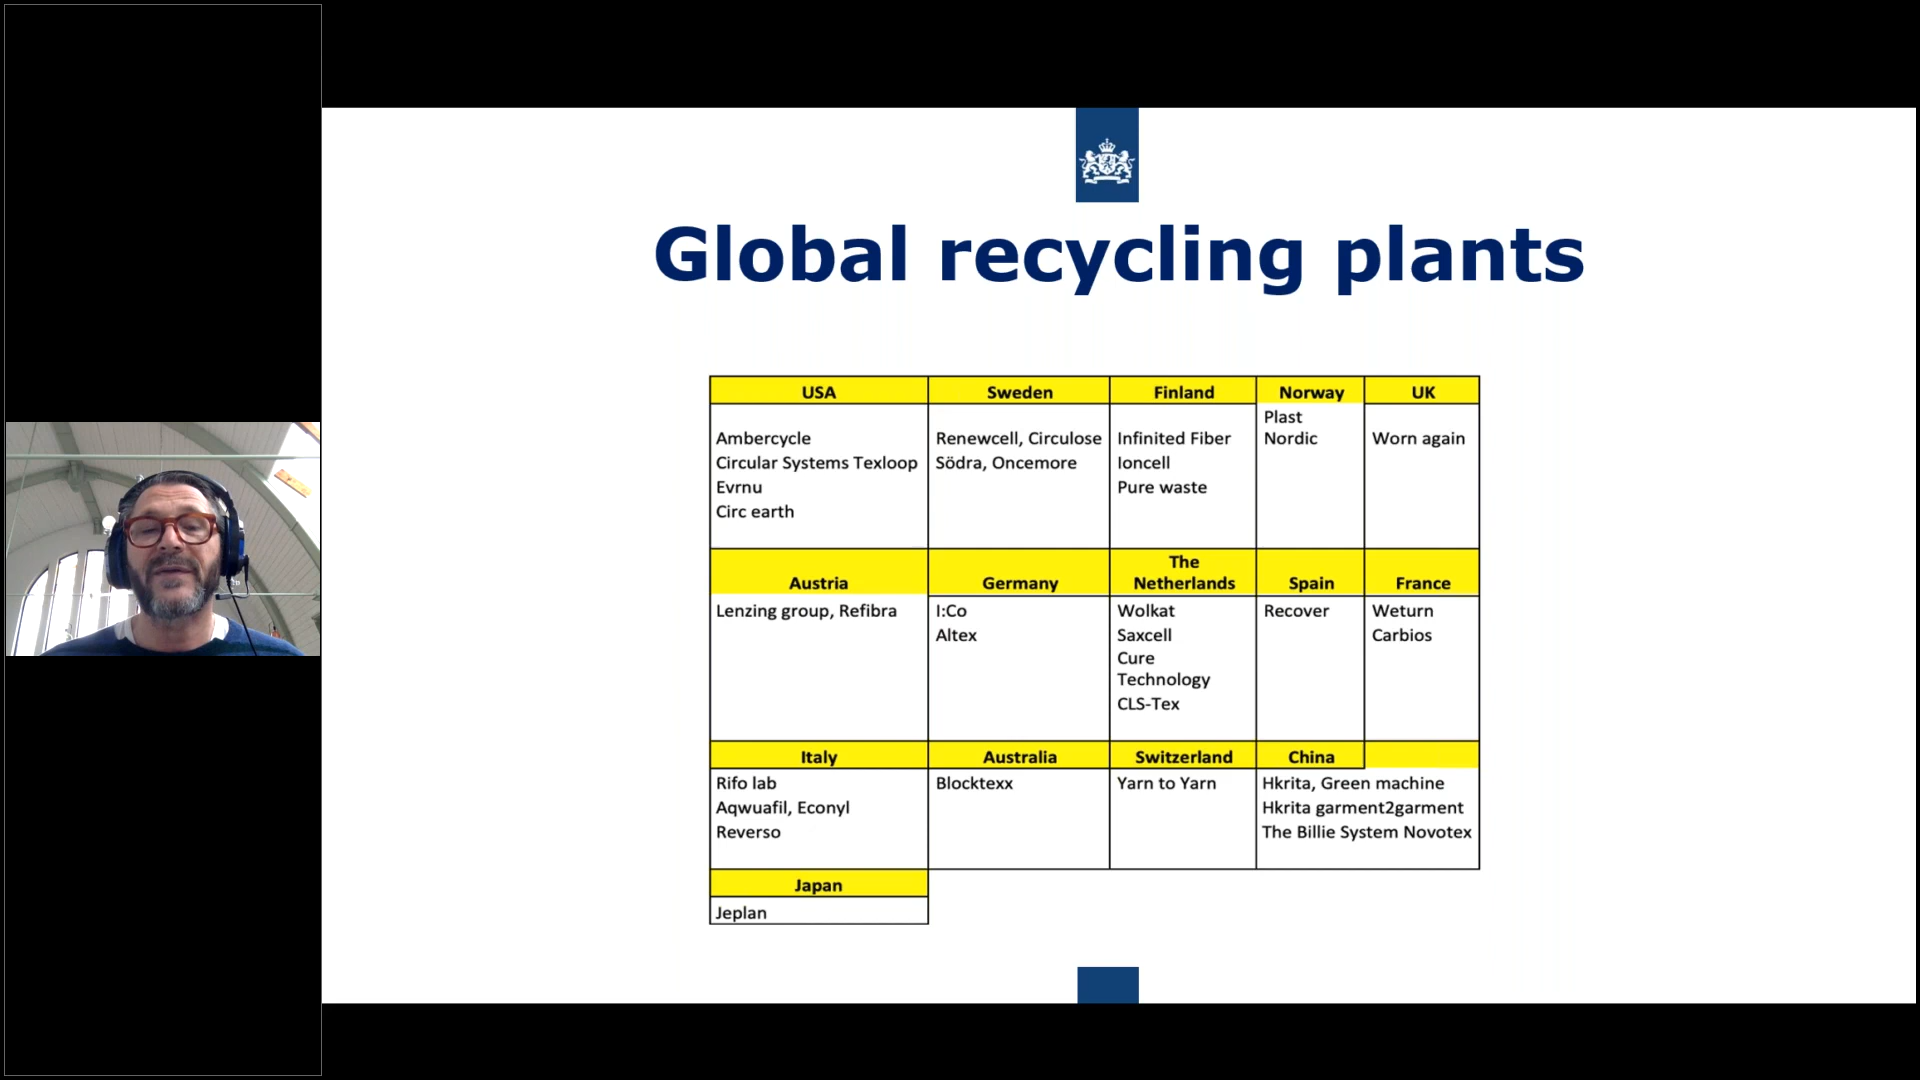 Global recycling plants
USA
Sweden
Finland
Norway
UK
Ambercycle
Circular Systems Texloop
Evrnu
Circ earth
Renewcell, Circulose
Södra, Oncemore
Infinited Fiber
Ioncell
Pure waste
Plast
Nordic
Worn again
Austria
Germany
The
Netherlands
Spain
France
Lenzing group, Refibra
I:Co
Altex
Wolkat
Saxcell
Cure
Technology
CLS-Tex
Recover
Weturn
Carbios
Italy
Australia
Switzerland
China
Rifo lab
Aqwuafil, Econyl
Reverso
Blocktexx
Yarn to Yarn
Hkrita, Green machine
Hkrita garment2garment
The Billie System Novotex
Japan
Jeplan